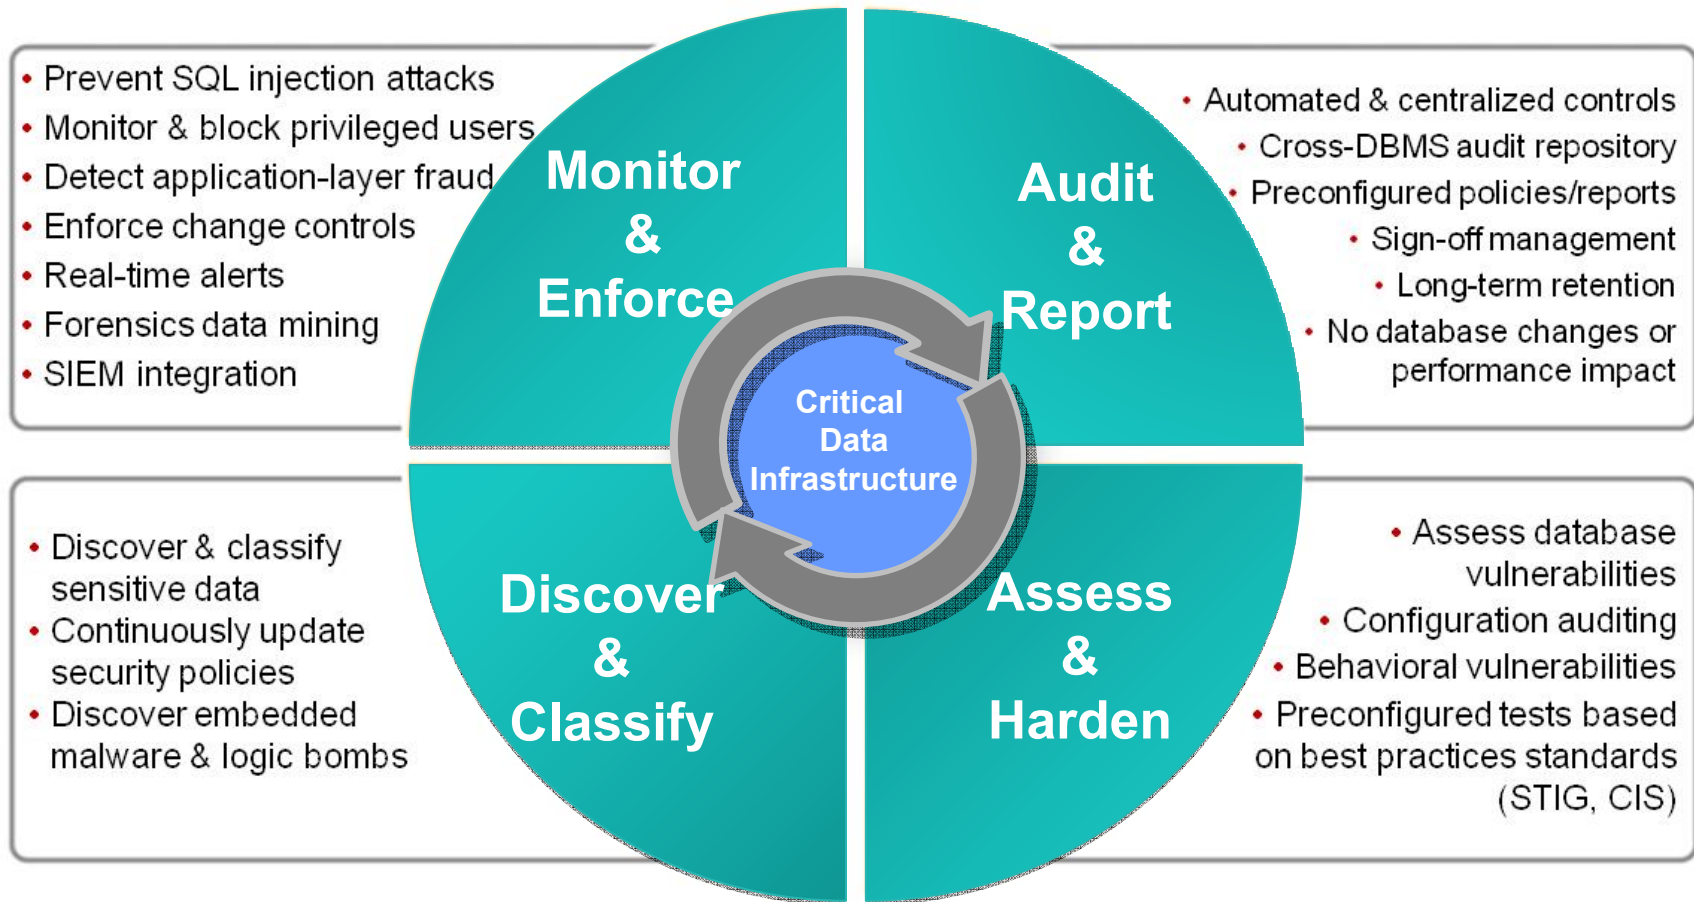 • Prevent SQL injection attacks
• Monitor & block privileged users
• Detect application-layer fraud
• Enforce change controls
• Real-time alerts
• Forensics data mining
• SIEM integration
Monitor
&
Enforce
Audit
&
Report
• Automated & centralized controls
• Cross-DBMS audit repository
• Preconfigured policies/reports
• Sign-off management
• Long-term retention
• No database changes or
performance impact
Critical
Data
Infrastructure
• Discover & classify
sensitive data
• Continuously update
security policies
• Discover embedded
malware & logic bombs
Discover
&
Classify
Assess
&
Harden
• Assess database
vulnerabilities
• Configuration auditing
• Behavioral vulnerabilities
• Preconfigured tests based
on best practices standards
(STIG, CIS)